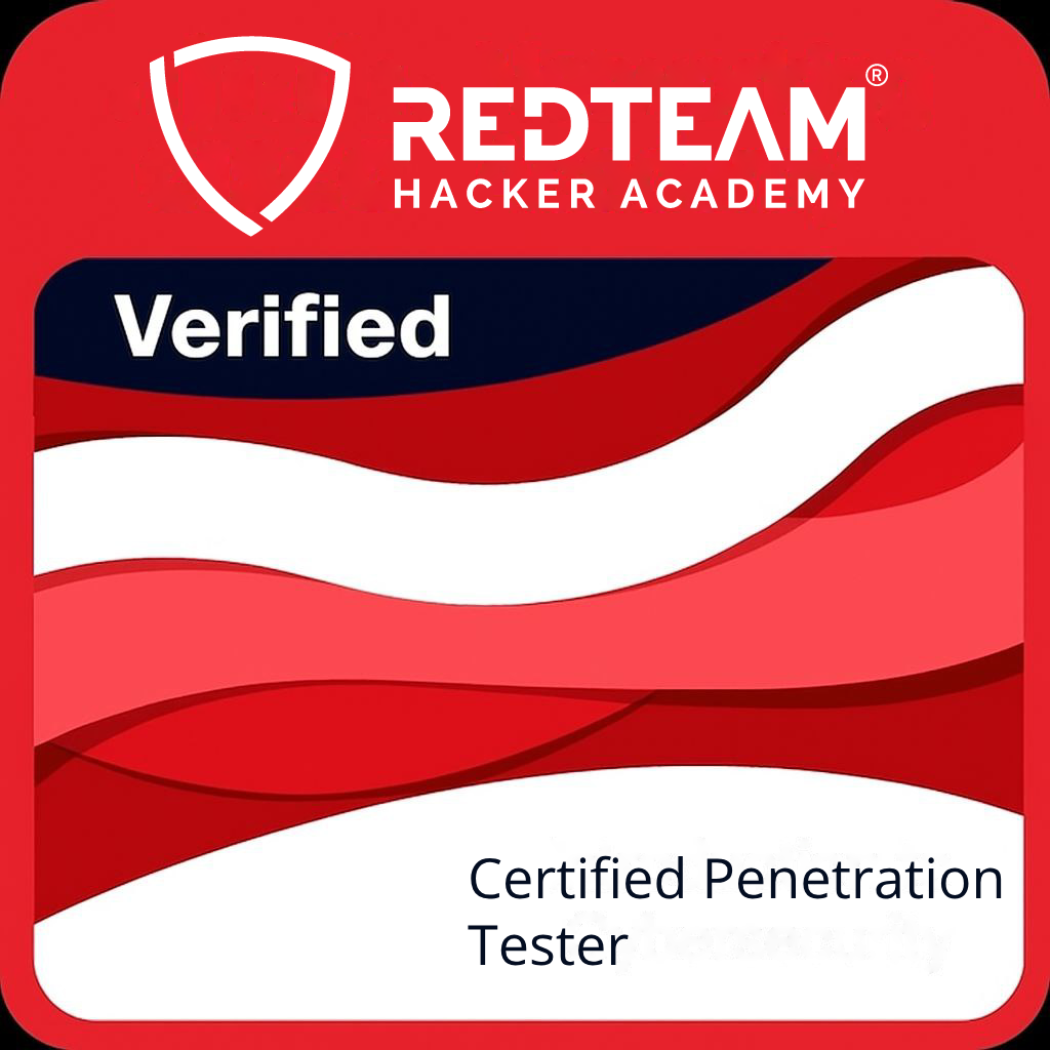 REDTEAM®
HACKER ACADEMY
Verified
Certified Penetration
Tester